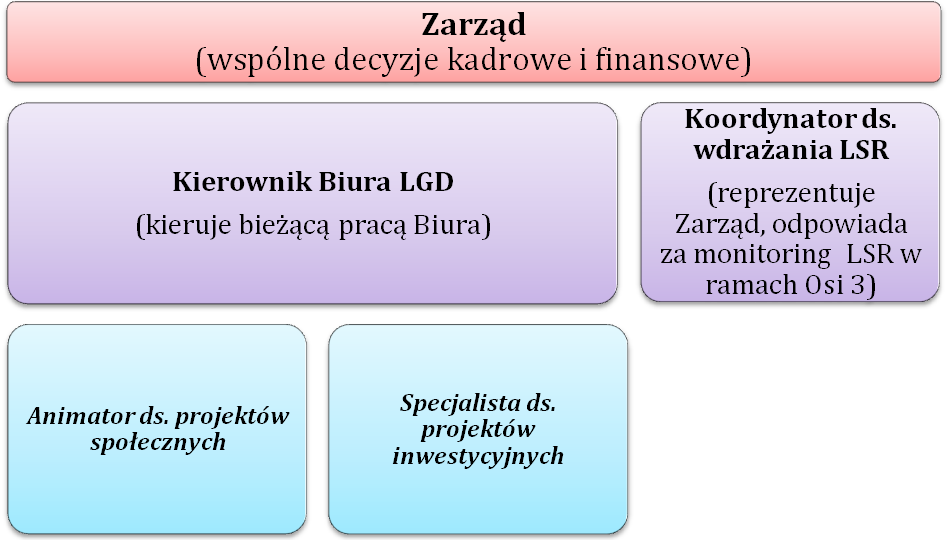 Zarząd
(wspólne decyzje kadrowe i finansowe)
Kierownik Biura LGD
(kieruje bieżącą pracą Biura)
Koordynator ds.
wdrażania LSR
(reprezentuje
Zarząd, odpowiada
za monitoring LSR w
ramach Osi 3)
Animator ds. projektów
społecznych
Specjalista ds.
projektów
inwestycyjnych